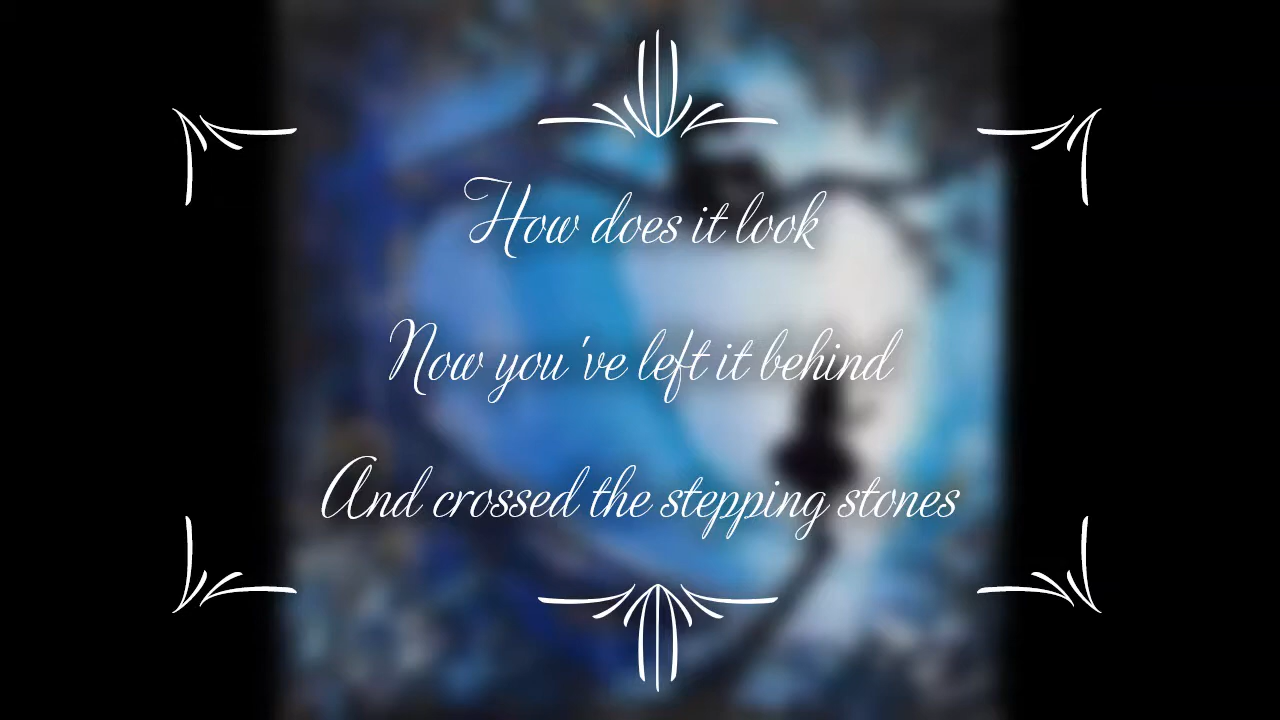 How does it look
Now you've left it behind
And crossed the stepping stones